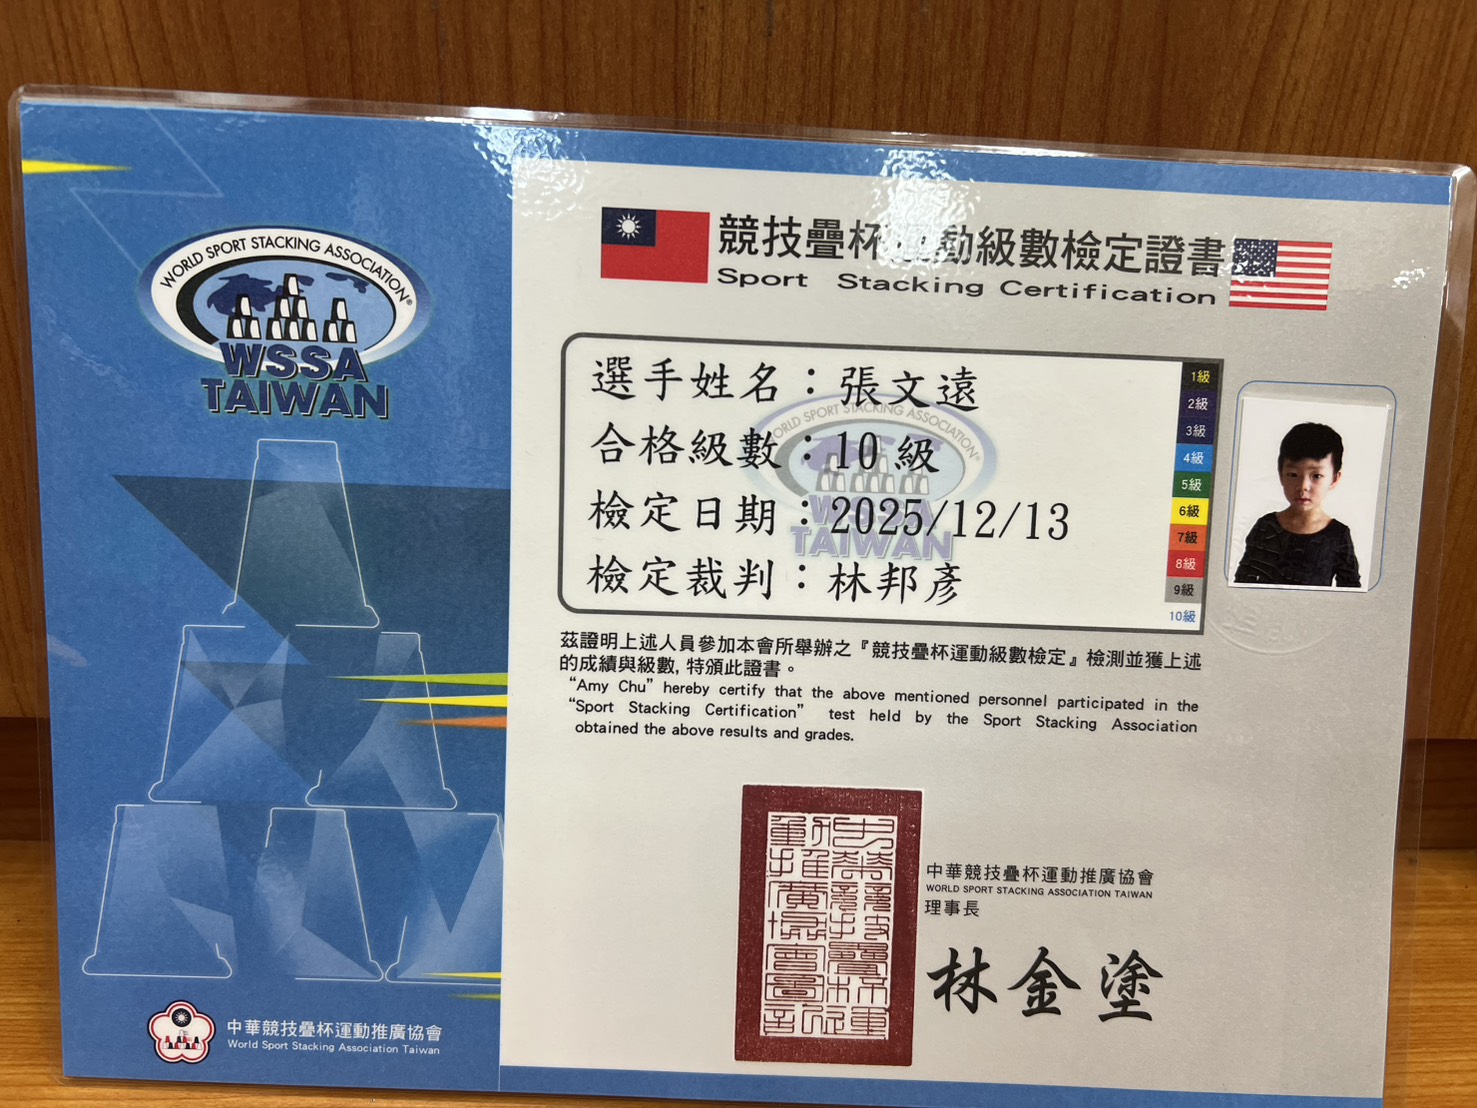 WORLD SPORT STACKING ASSOCIATION®
WSSA
TAIWAN
競技疊杯運動級數檢定證書
Sport Stacking Certification
選手姓名：張文遠
合格級數：10 級
檢定日期：2025/12/13
檢定裁判：林邦彥
WORLD SPORT STACKING ASSOCIATION®
WSSA
TAIWAN
1級
2級
3級
4級
5級
6級
7級
8級
9級
10級
茲證明上述人員參加本會所舉辦之『競技疊杯運動級數檢定』檢測並獲上述
的成績與級數, 特頒此證書。
“Amy Chu” hereby certify that the above mentioned personnel participated in the
“Sport Stacking Certification” test held by the Sport Stacking Association
obtained the above results and grades.
中華競技疊杯運動推廣協會
WORLD SPORT STACKING ASSOCIATION TAIWAN
理事長
林金塗
中華競技疊杯運動推廣協會
World Sport Stacking Association Taiwan